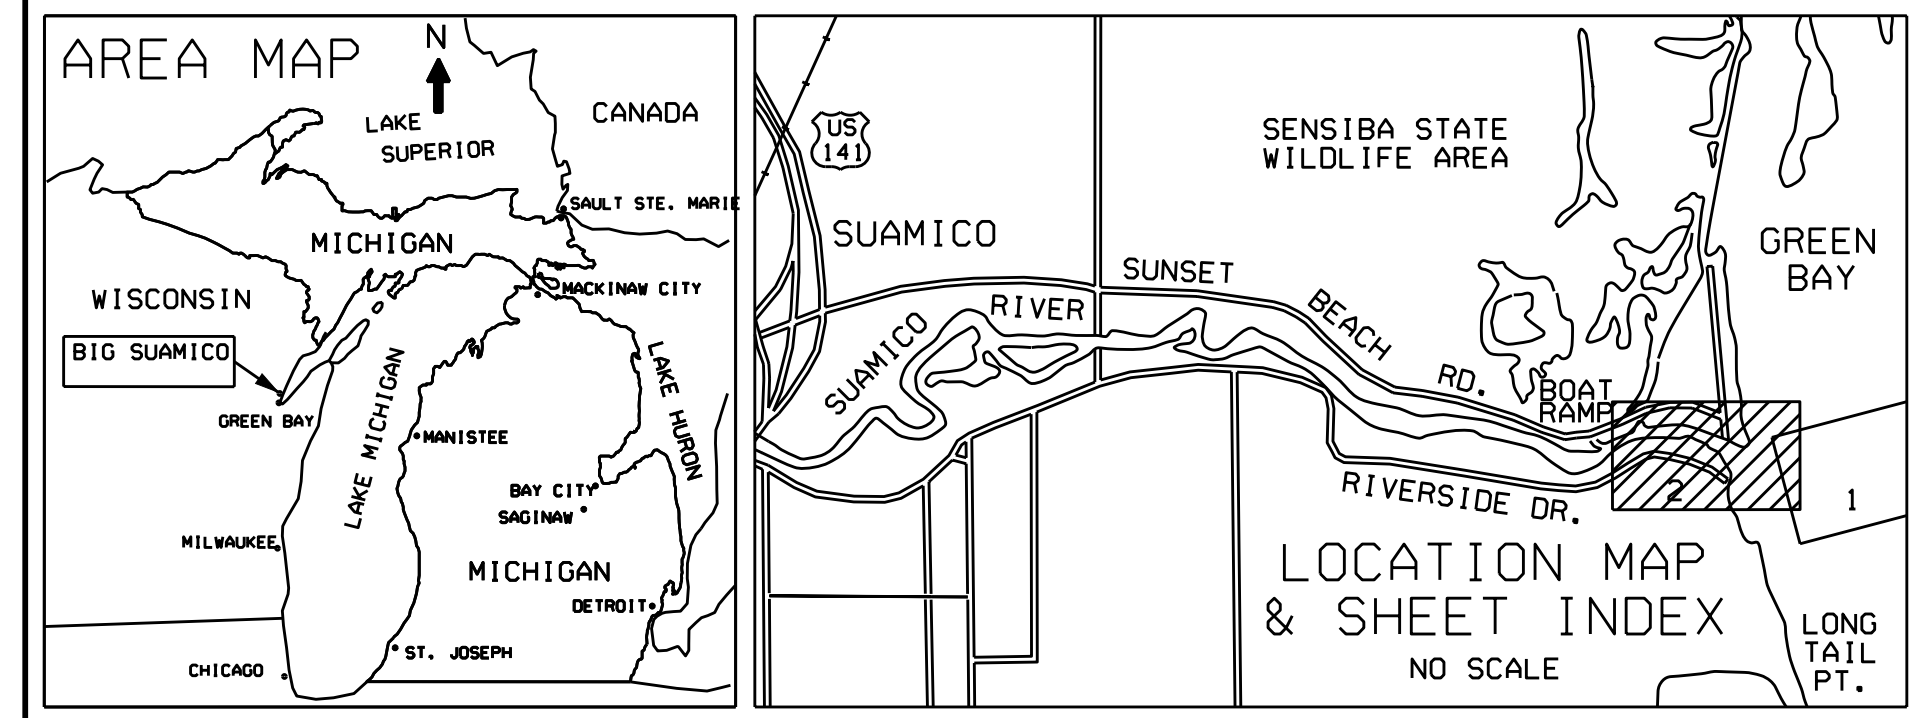 AREA MAP
N
CANADA
LAKE
SUPERIOR
SAULT STE. MARIE
MICHIGAN
WISCONSIN
MACKINAW CITY
BIG SUAMICO
GREEN BAY
LAKE MICHIGAN
LAKE HURON
MANISTEE
BAY CITY
SAGINAW
MILWAUKEE
MICHIGAN
DETROIT
ST. JOSEPH
CHICAGO
US
141
SENSIBA STATE
WILDLIFE AREA
SUAMICO
GREEN
BAY
SUNSET BEACH RD.
SUAMICO RIVER
BOAT
RAMP
RIVERSIDE DR.
2
1
LOCATION MAP
& SHEET INDEX
NO SCALE
LONG
TAIL
PT.